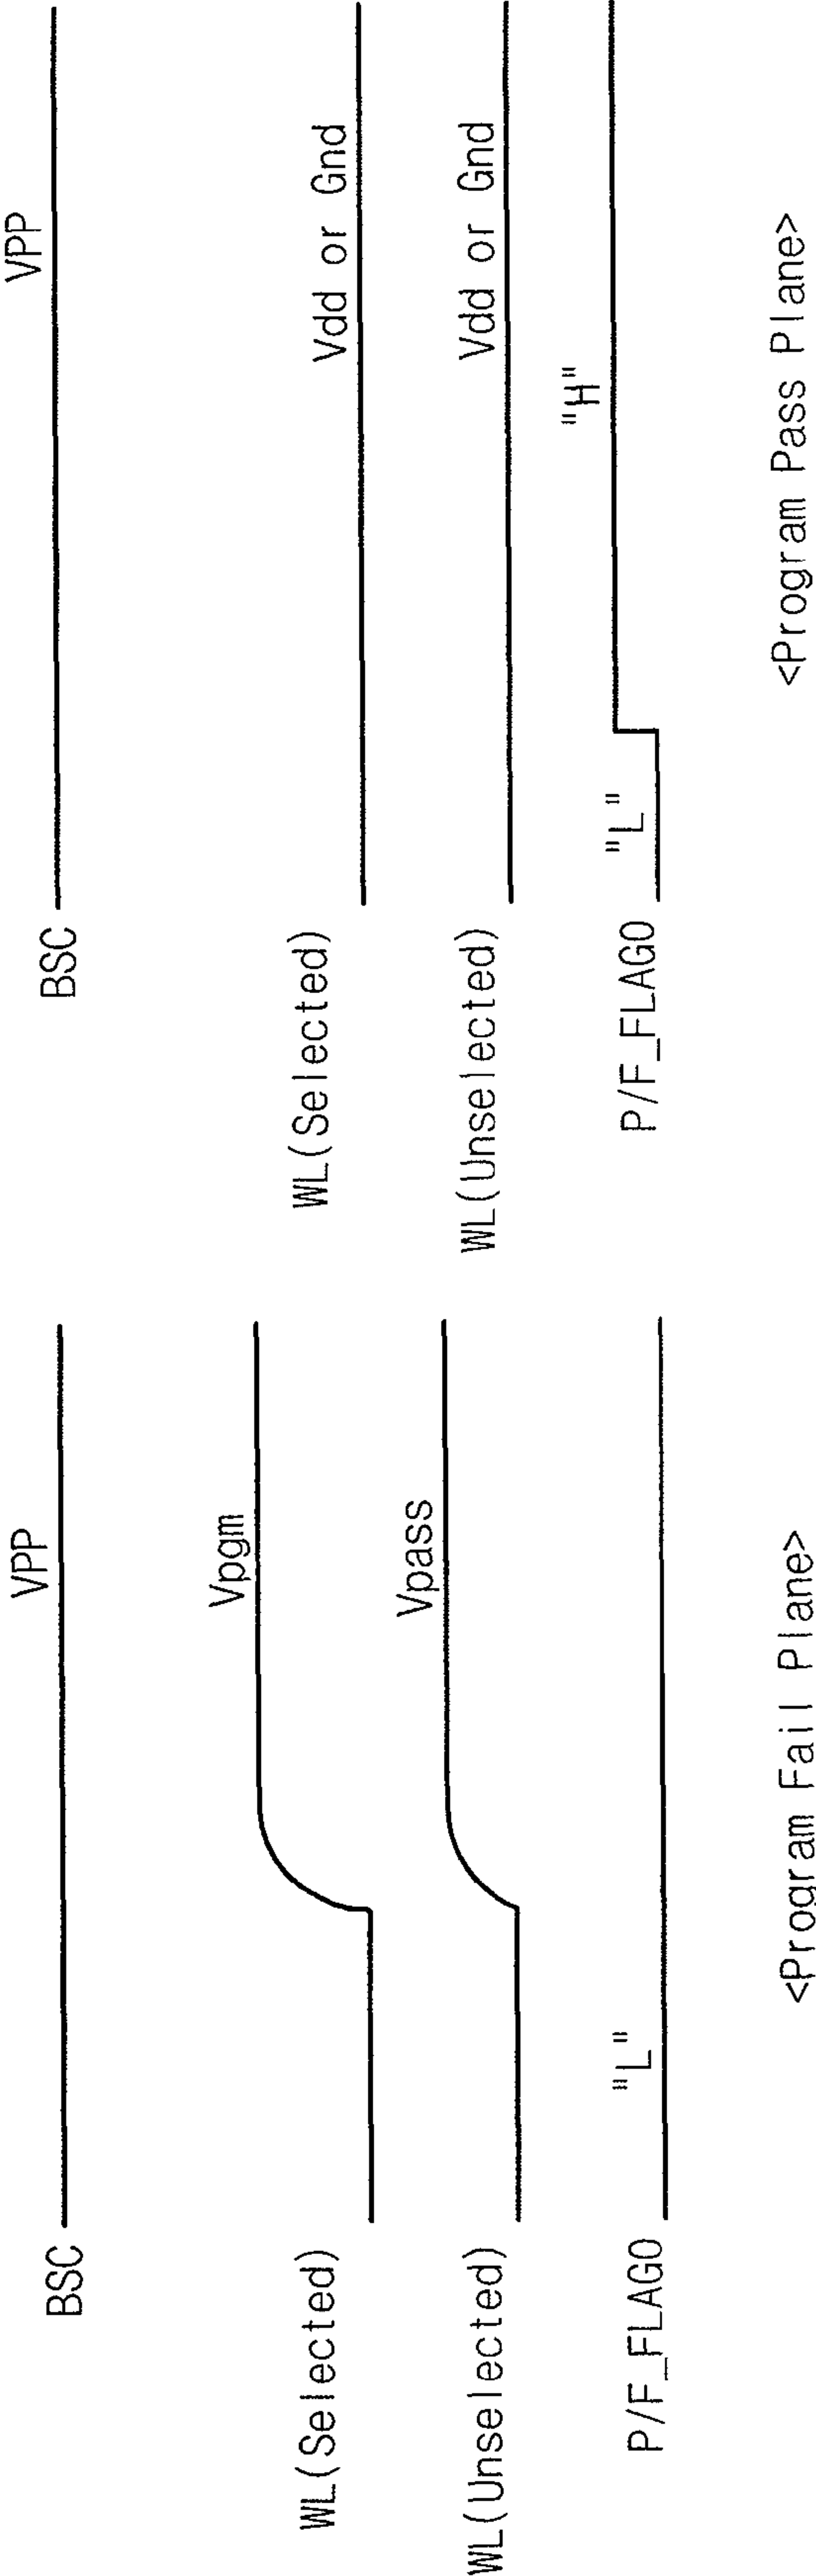 BSC
VPP
WL(Selected)
Vpgm
WL(Unselected)
Vpass
P/F_FLAG0
"L"
<Program Fail Plane>
BSC
VPP
WL(Selected)
Vdd or Gnd
WL(Unselected)
Vdd or Gnd
P/F_FLAG0
"L"
"H"
<Program Pass Plane>